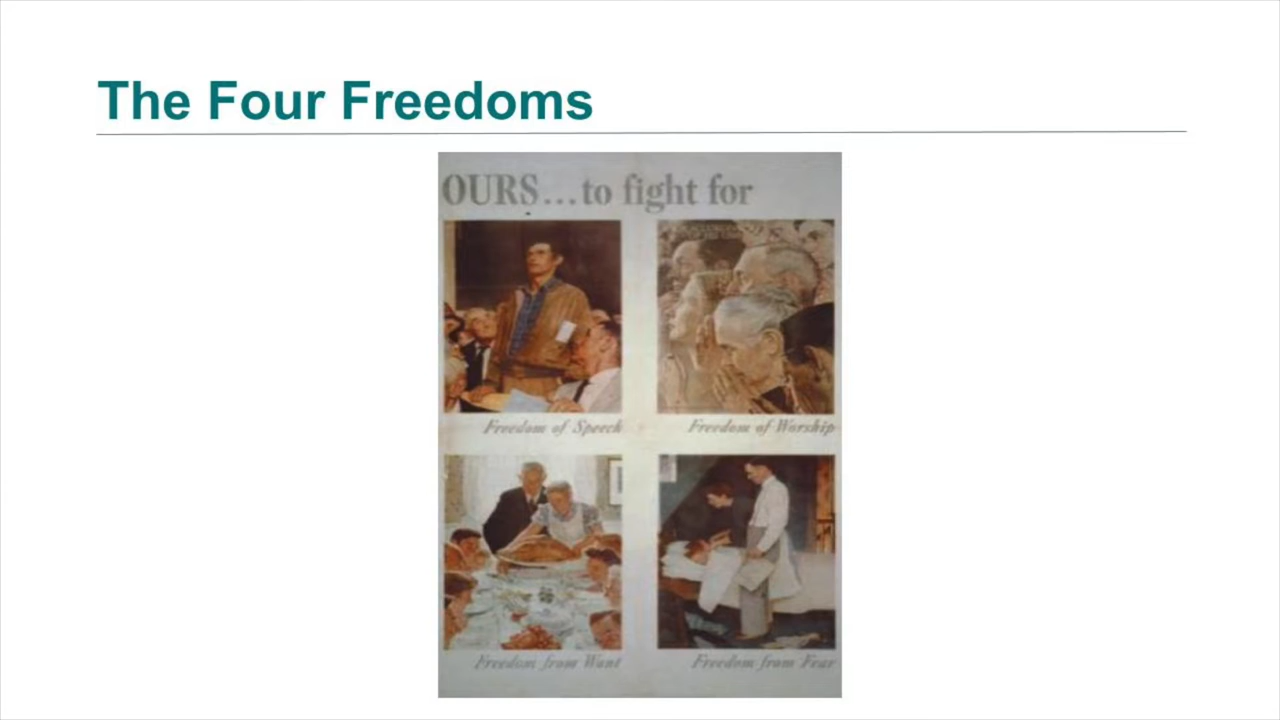 The Four Freedoms
OURS...to fight for
Freedom of Speech
Freedom of Worship
Freedom from Want
Freedom from Fear